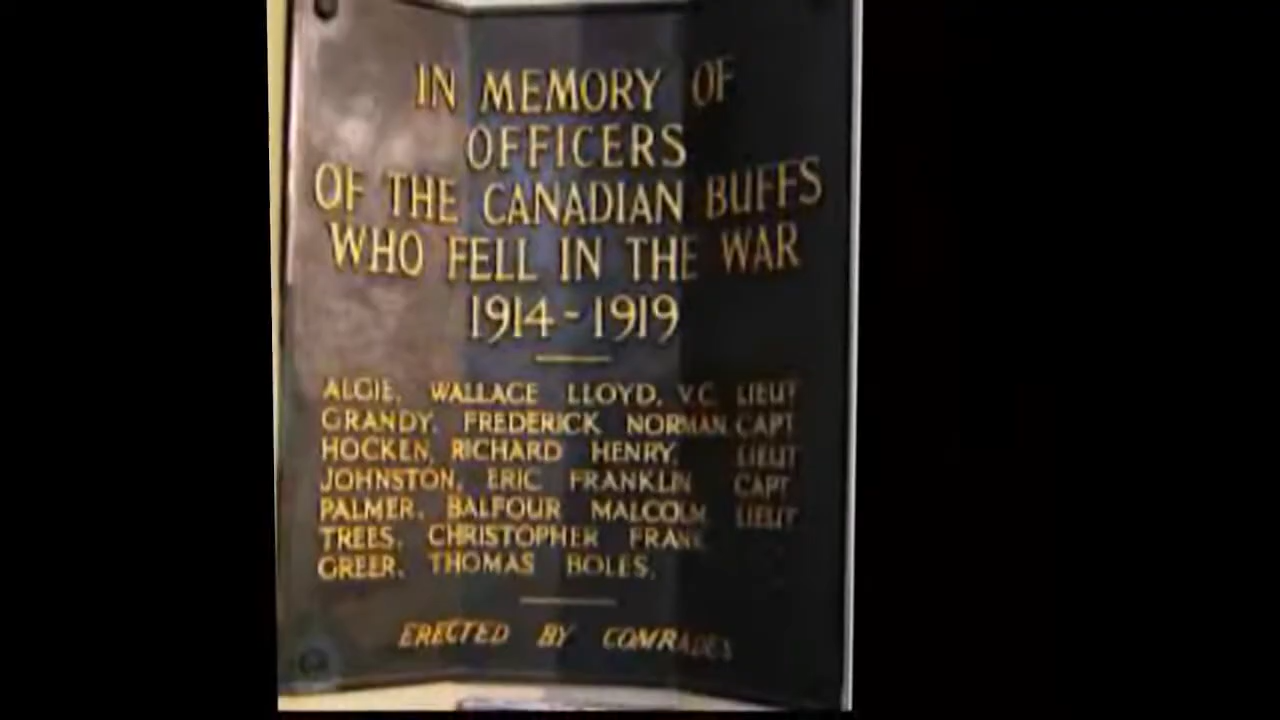 IN MEMORY OF
OFFICERS
OF THE CANADIAN BUFFS
WHO FELL IN THE WAR
1914-1919
ALGIE, WALLACE LLOYD, V.C. LIEUT
GRANDY, FREDERICK NORMAN CAPT
HOCKEN, RICHARD HENRY, LIEUT
JOHNSTON, ERIC FRANKLIN CAPT
PALMER, BALFOUR MALCOLM LIEUT
TREES, CHRISTOPHER FRANK
GREER, THOMAS BOLES,
ERECTED BY COMRADES